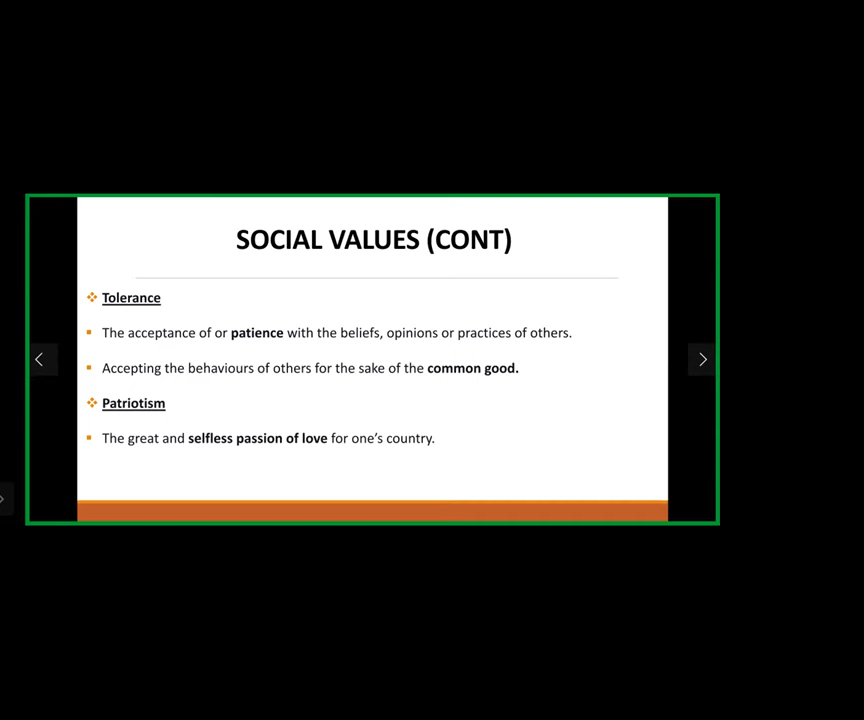 SOCIAL VALUES (CONT)
Tolerance
The acceptance of or patience with the beliefs, opinions or practices of others.
Accepting the behaviours of others for the sake of the common good.
Patriotism
The great and selfless passion of love for one's country.